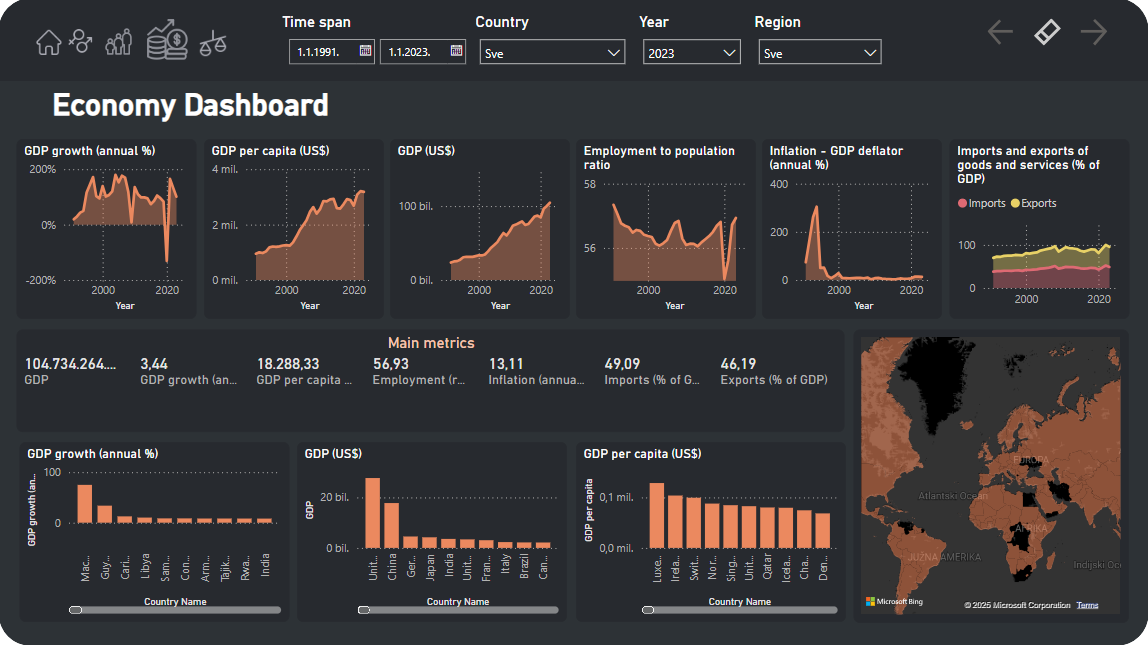 Time span
Country
Year
Region
1.1.1991.
1.1.2023.
Sve
2023
Sve
Economy Dashboard
GDP growth (annual %)
200%
0%
-200%
2000
2020
Year
GDP per capita (US$)
4 mil.
2 mil.
0 mil.
2000
2020
Year
GDP (US$)
100 bil.
0 bil.
2000
2020
Year
Employment to population
ratio
58
56
2000
2020
Year
Inflation - GDP deflator
(annual %)
400
200
0
2000
2020
Year
Imports and exports of
goods and services (% of
GDP)
Imports
Exports
100
0
2000
2020
Main metrics
104.734.264....
GDP
3,44
GDP growth (an...
18.288,33
GDP per capita ...
56,93
Employment (r...
13,11
Inflation (annua...
49,09
Imports (% of G...
46,19
Exports (% of GDP)
GDP growth (annual %)
GDP growth (an...
100
0
Mac...
Guy...
Cari...
Libya
Sam...
Con...
Arm...
Tajik...
Rwa...
India
Country Name
GDP (US$)
GDP
20 bil.
0 bil.
Unit...
China
Ger...
Japan
India
Unit...
Fran...
Italy
Brazil
Can...
Country Name
GDP per capita (US$)
GDP per capita
0,1 mil.
0,0 mil.
Luxe...
Irela...
Swit...
Nor...
Sing...
Unit...
Qatar
Icela...
Cha...
Den...
Country Name
EUROPA
Atlantski Ocean
AFRIKA
JUŽNA AMERIKA
Indijski Oc
Microsoft Bing
© 2025 Microsoft Corporation
Terms